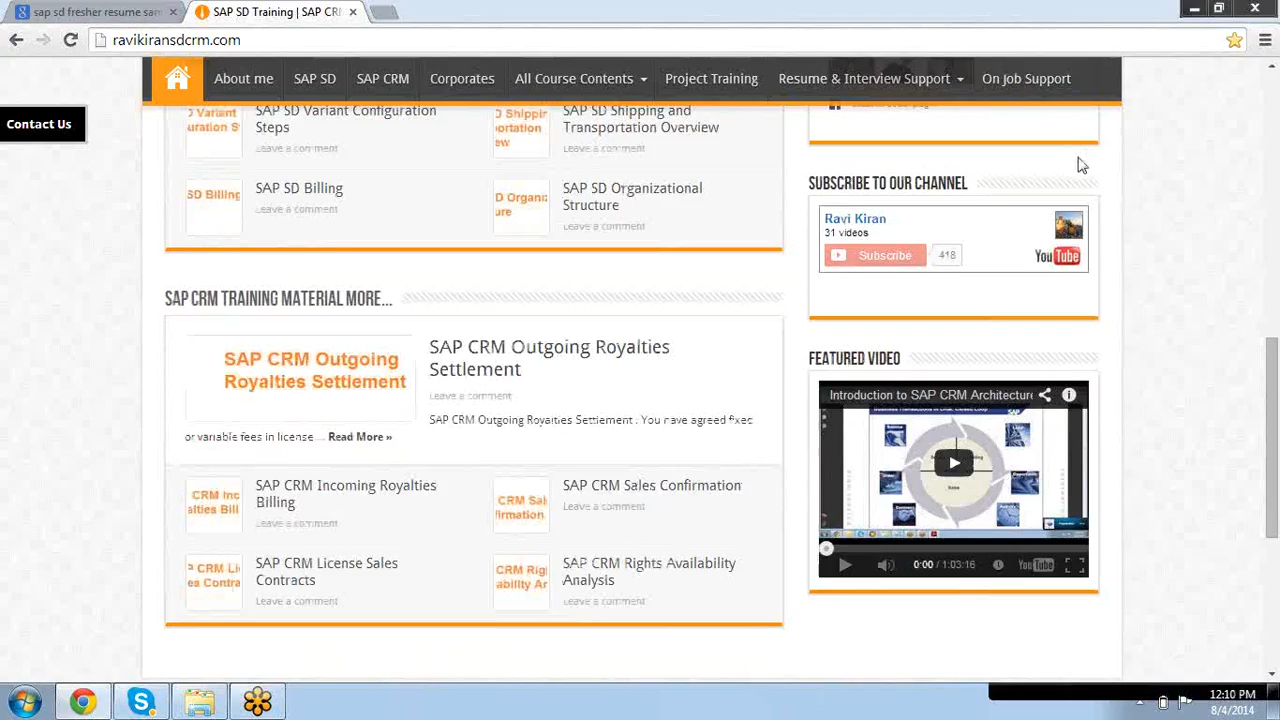 sap sd fresher resume sam
SAP SD Training | SAP CR
ravikiransdcrm.com
About me
SAP SD
SAP CRM
Corporates
All Course Contents
Project Training
Resume & Interview Support
On Job Support
Contact Us
SAP SD Variant Configuration
Steps
Leave a comment
SAP SD Shipping and
Transportation Overview
Leave a comment
SAP SD Billing
Leave a comment
SAP SD Organizational
Structure
Leave a comment
SUBSCRIBE TO OUR CHANNEL
Ravi Kiran
31 videos
Subscribe
418
YouTube
SAP CRM TRAINING MATERIAL MORE...
SAP CRM Outgoing
Royalties Settlement
SAP CRM Outgoing Royalties
Settlement
Leave a comment
SAP CRM Outgoing Royalties Settlement . You have agreed fixed
or variable fees in license ... Read More »
FEATURED VIDEO
Introduction to SAP CRM Architecture
0:00 / 1:03:16
YouTube
SAP CRM Incoming Royalties
Billing
Leave a comment
SAP CRM Sales Confirmation
Leave a comment
SAP CRM License Sales
Contracts
Leave a comment
SAP CRM Rights Availability
Analysis
Leave a comment
12:10 PM
8/4/2014